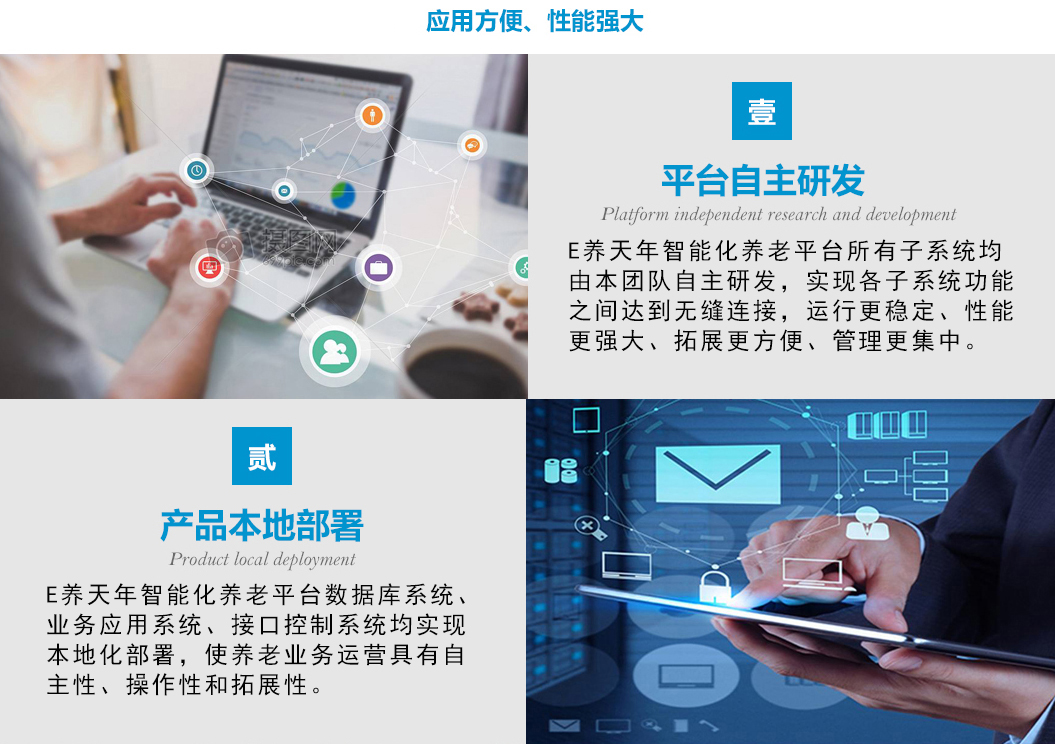 应用方便、性能强大
壹
平台自主研发
Platform independent research and development
E养天年智能化养老平台所有子系统均
由本团队自主研发，实现各子系统功能
之间达到无缝连接，运行更稳定、性能
更强大、拓展更方便、管理更集中。
贰
产品本地部署
Product local deployment
E养天年智能化养老平台数据库系统、
业务应用系统、接口控制系统均实现
本地化部署，使养老业务运营具有自
主性、操作性和拓展性。